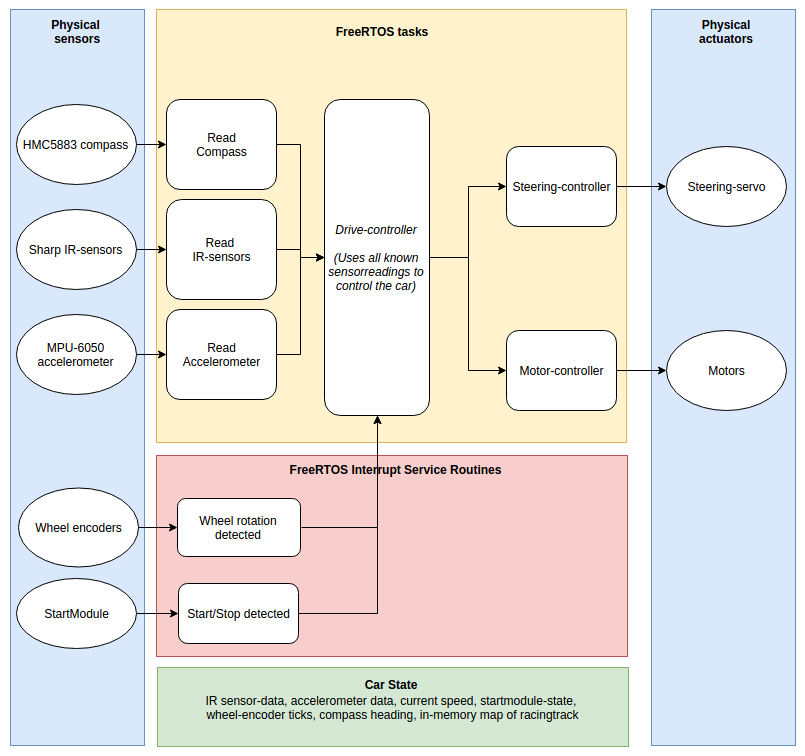 Physical
sensors
FreeRTOS tasks
Physical
actuators
HMC5883 compass
Read
Compass
Sharp IR-sensors
Read
IR-sensors
MPU-6050
accelerometer
Read
Accelerometer
Drive-controller
(Uses all known
sensorreadings to
control the car)
Steering-controller
Steering-servo
Motor-controller
Motors
FreeRTOS Interrupt Service Routines
Wheel encoders
Wheel rotation
detected
StartModule
Start/Stop detected
Car State
IR sensor-data, accelerometer data, current speed, startmodule-state,
wheel-encoder ticks, compass heading, in-memory map of racingtrack